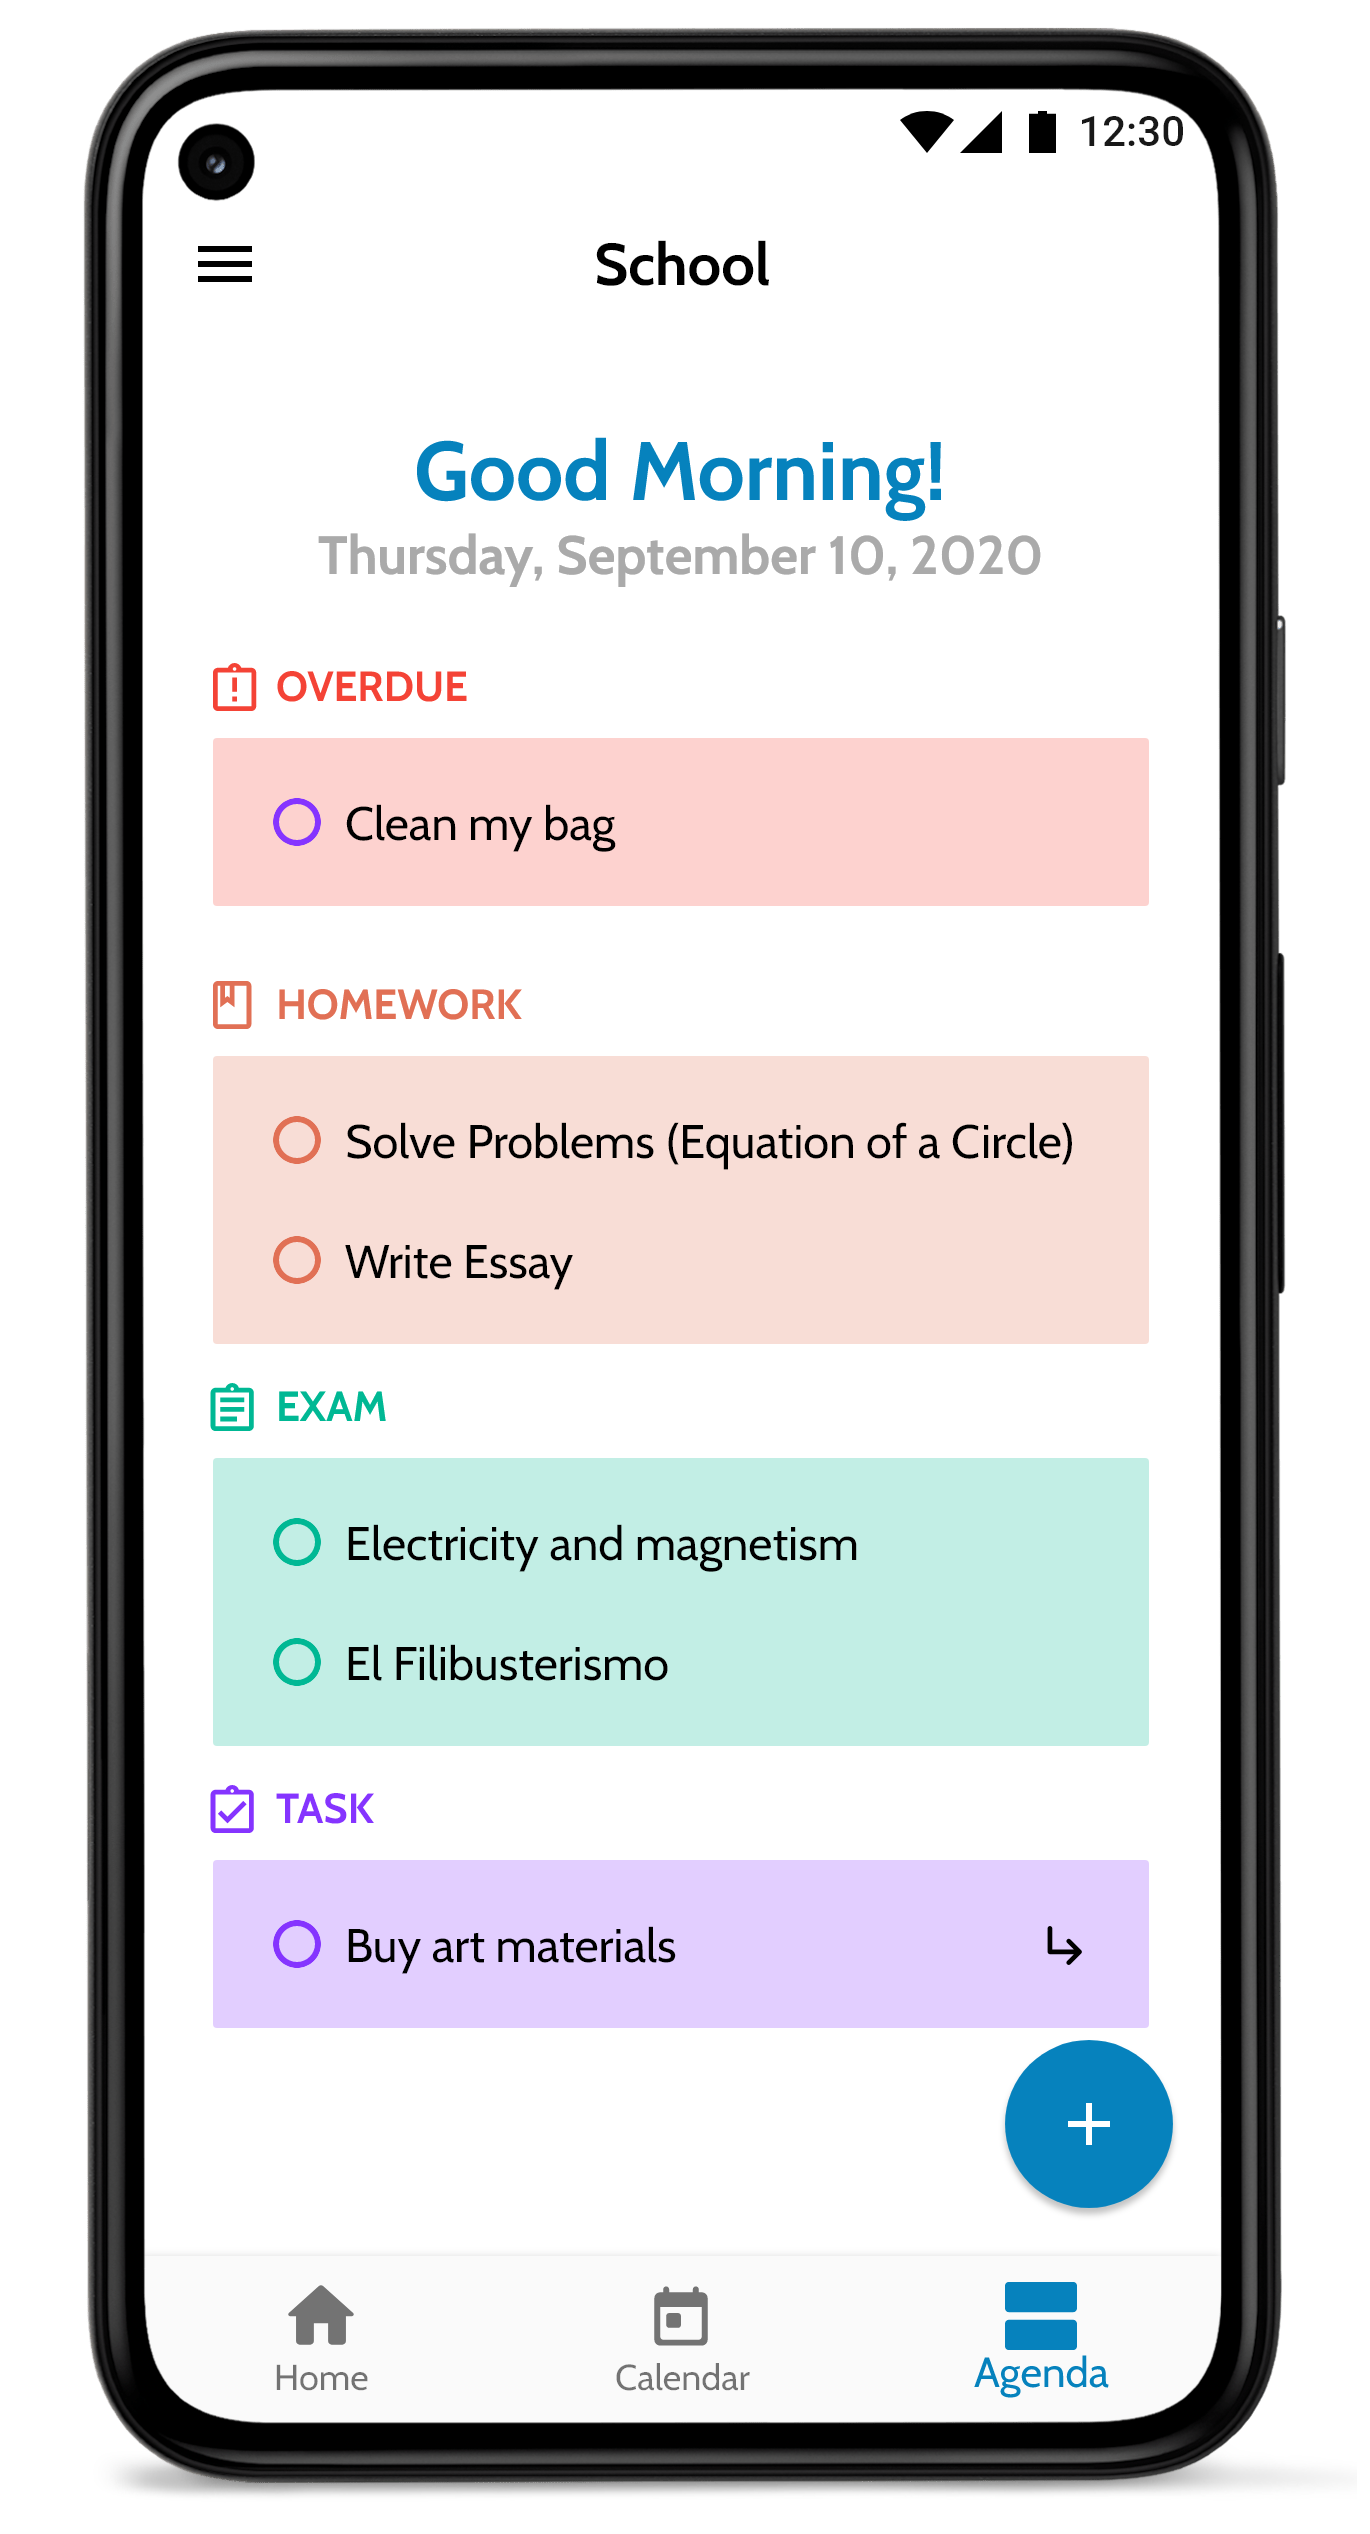 12:30
School
Good Morning!
Thursday, September 10, 2020
OVERDUE
Clean my bag
HOMEWORK
Solve Problems (Equation of a Circle)
Write Essay
EXAM
Electricity and magnetism
El Filibusterismo
TASK
Buy art materials
Home
Calendar
Agenda